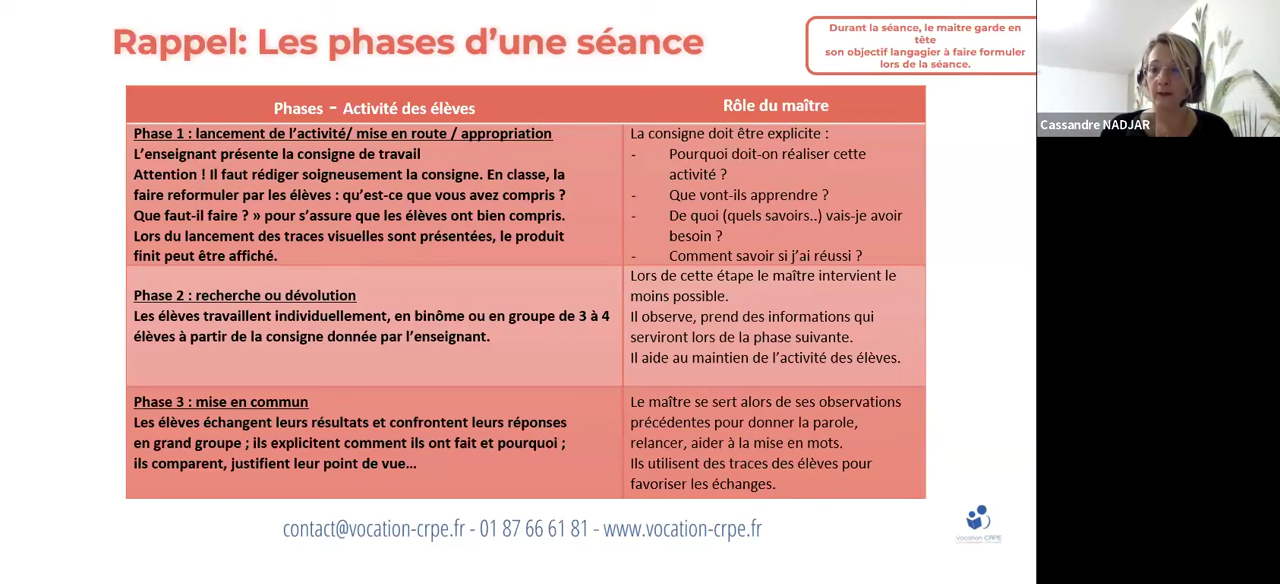 Rappel: Les phases d’une séance
Durant la séance, le maître garde en
tête
son objectif langagier à faire formuler
lors de la séance.
Cassandre NADJAR
Phases – Activité des élèves
Rôle du maître
Phase 1 : lancement de l’activité/ mise en route / appropriation
L’enseignant présente la consigne de travail
Attention ! Il faut rédiger soigneusement la consigne. En classe, la
faire reformuler par les élèves : qu’est-ce que vous avez compris ?
Que faut-il faire ? » pour s’assure que les élèves ont bien compris.
Lors du lancement des traces visuelles sont présentées, le produit
finit peut être affiché.
La consigne doit être explicite :
- Pourquoi doit-on réaliser cette
activité ?
- Que vont-ils apprendre ?
- De quoi (quels savoirs..) vais-je avoir
besoin ?
- Comment savoir si j’ai réussi ?
Phase 2 : recherche ou dévolution
Les élèves travaillent individuellement, en binôme ou en groupe de 3 à 4
élèves à partir de la consigne donnée par l’enseignant.
Lors de cette étape le maître intervient le
moins possible.
Il observe, prend des informations qui
serviront lors de la phase suivante.
Il aide au maintien de l’activité des élèves.
Phase 3 : mise en commun
Les élèves échangent leurs résultats et confrontent leurs réponses
en grand groupe ; ils explicitent comment ils ont fait et pourquoi ;
ils comparent, justifient leur point de vue…
Le maître se sert alors de ses observations
précédentes pour donner la parole,
relancer, aider à la mise en mots.
Ils utilisent des traces des élèves pour
favoriser les échanges.
contact@vocation-crpe.fr - 01 87 66 61 81 - www.vocation-crpe.fr
vocation CRPE